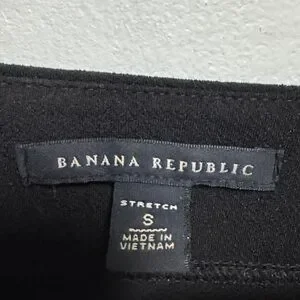 BANANA REPUBLIC
STRETCH
S
MADE IN
VIETNAM